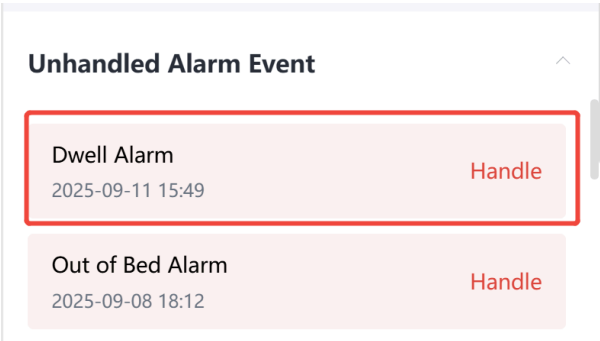 Unhandled Alarm Event
Dwell Alarm
Handle
2025-09-11 15:49
Out of Bed Alarm
Handle
2025-09-08 18:12